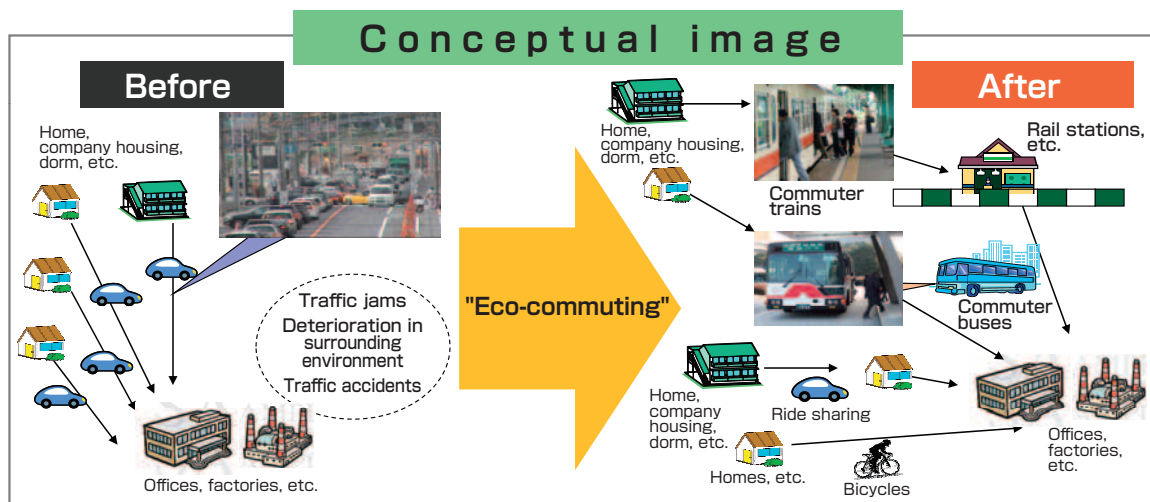 Conceptual image
Before
Home,
company housing,
dorm, etc.
Traffic jams
Deterioration in
surrounding
environment
Traffic accidents
Offices, factories, etc.
"Eco-commuting"
After
Home,
company housing,
dorm, etc.
Commuter
trains
Rail stations,
etc.
Commuter
buses
Home,
company
housing,
dorm, etc.
Ride sharing
Homes, etc.
Bicycles
Offices,
factories,
etc.